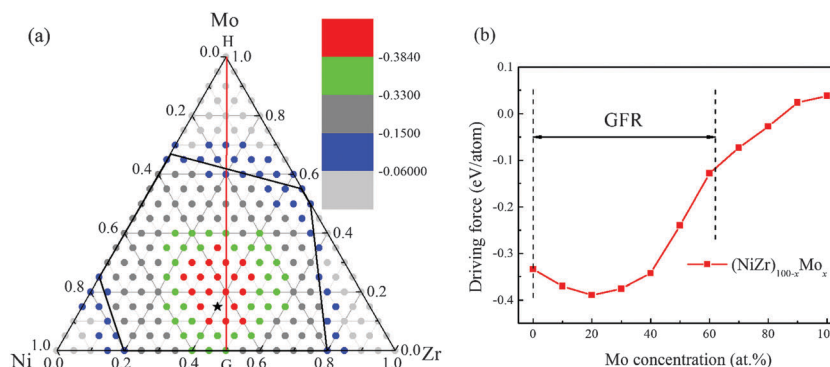 (a)
Mo
H
0.0
1.0
0.2
0.8
0.4
0.6
0.6
0.4
0.8
0.2
1.0
0.0
Ni
Zr
0.0
0.2
0.4
G
0.6
0.8
1.0
-0.3840
-0.3300
-0.1500
-0.06000
(b)
0.1
0.0
-0.1
-0.2
-0.3
-0.4
Driving force (eV/atom)
GFR
(NiZr)100-xMox
0 20 40 60 80 100
Mo concentration (at.%)